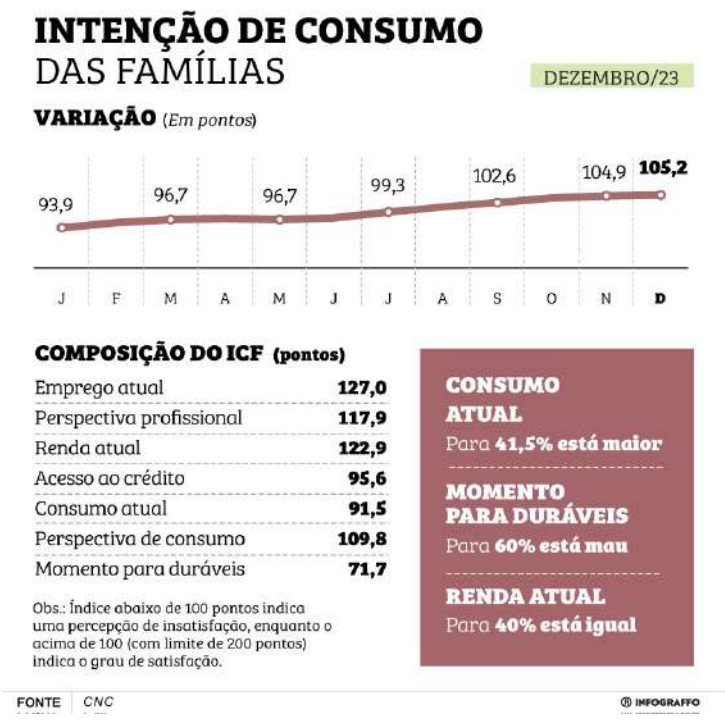 INTENÇÃO DE CONSUMO
DAS FAMÍLIAS
DEZEMBRO/23
VARIAÇÃO (Em pontos)
93,9
96,7
96,7
99,3
102,6
104,9
105,2
J F M A M J J A S O N D
COMPOSIÇÃO DO ICF (pontos)
Emprego atual 127,0
Perspectiva profissional 117,9
Renda atual 122,9
Acesso ao crédito 95,6
Consumo atual 91,5
Perspectiva de consumo 109,8
Momento para duráveis 71,7
Obs.: Índice abaixo de 100 pontos indica
uma percepção de insatisfação, enquanto o
acima de 100 (com limite de 200 pontos)
indica o grau de satisfação.
CONSUMO
ATUAL
Para 41,5% está maior
MOMENTO
PARA DURÁVEIS
Para 60% está mau
RENDA ATUAL
Para 40% está igual
FONTE CNC
® INFOGRAFFO